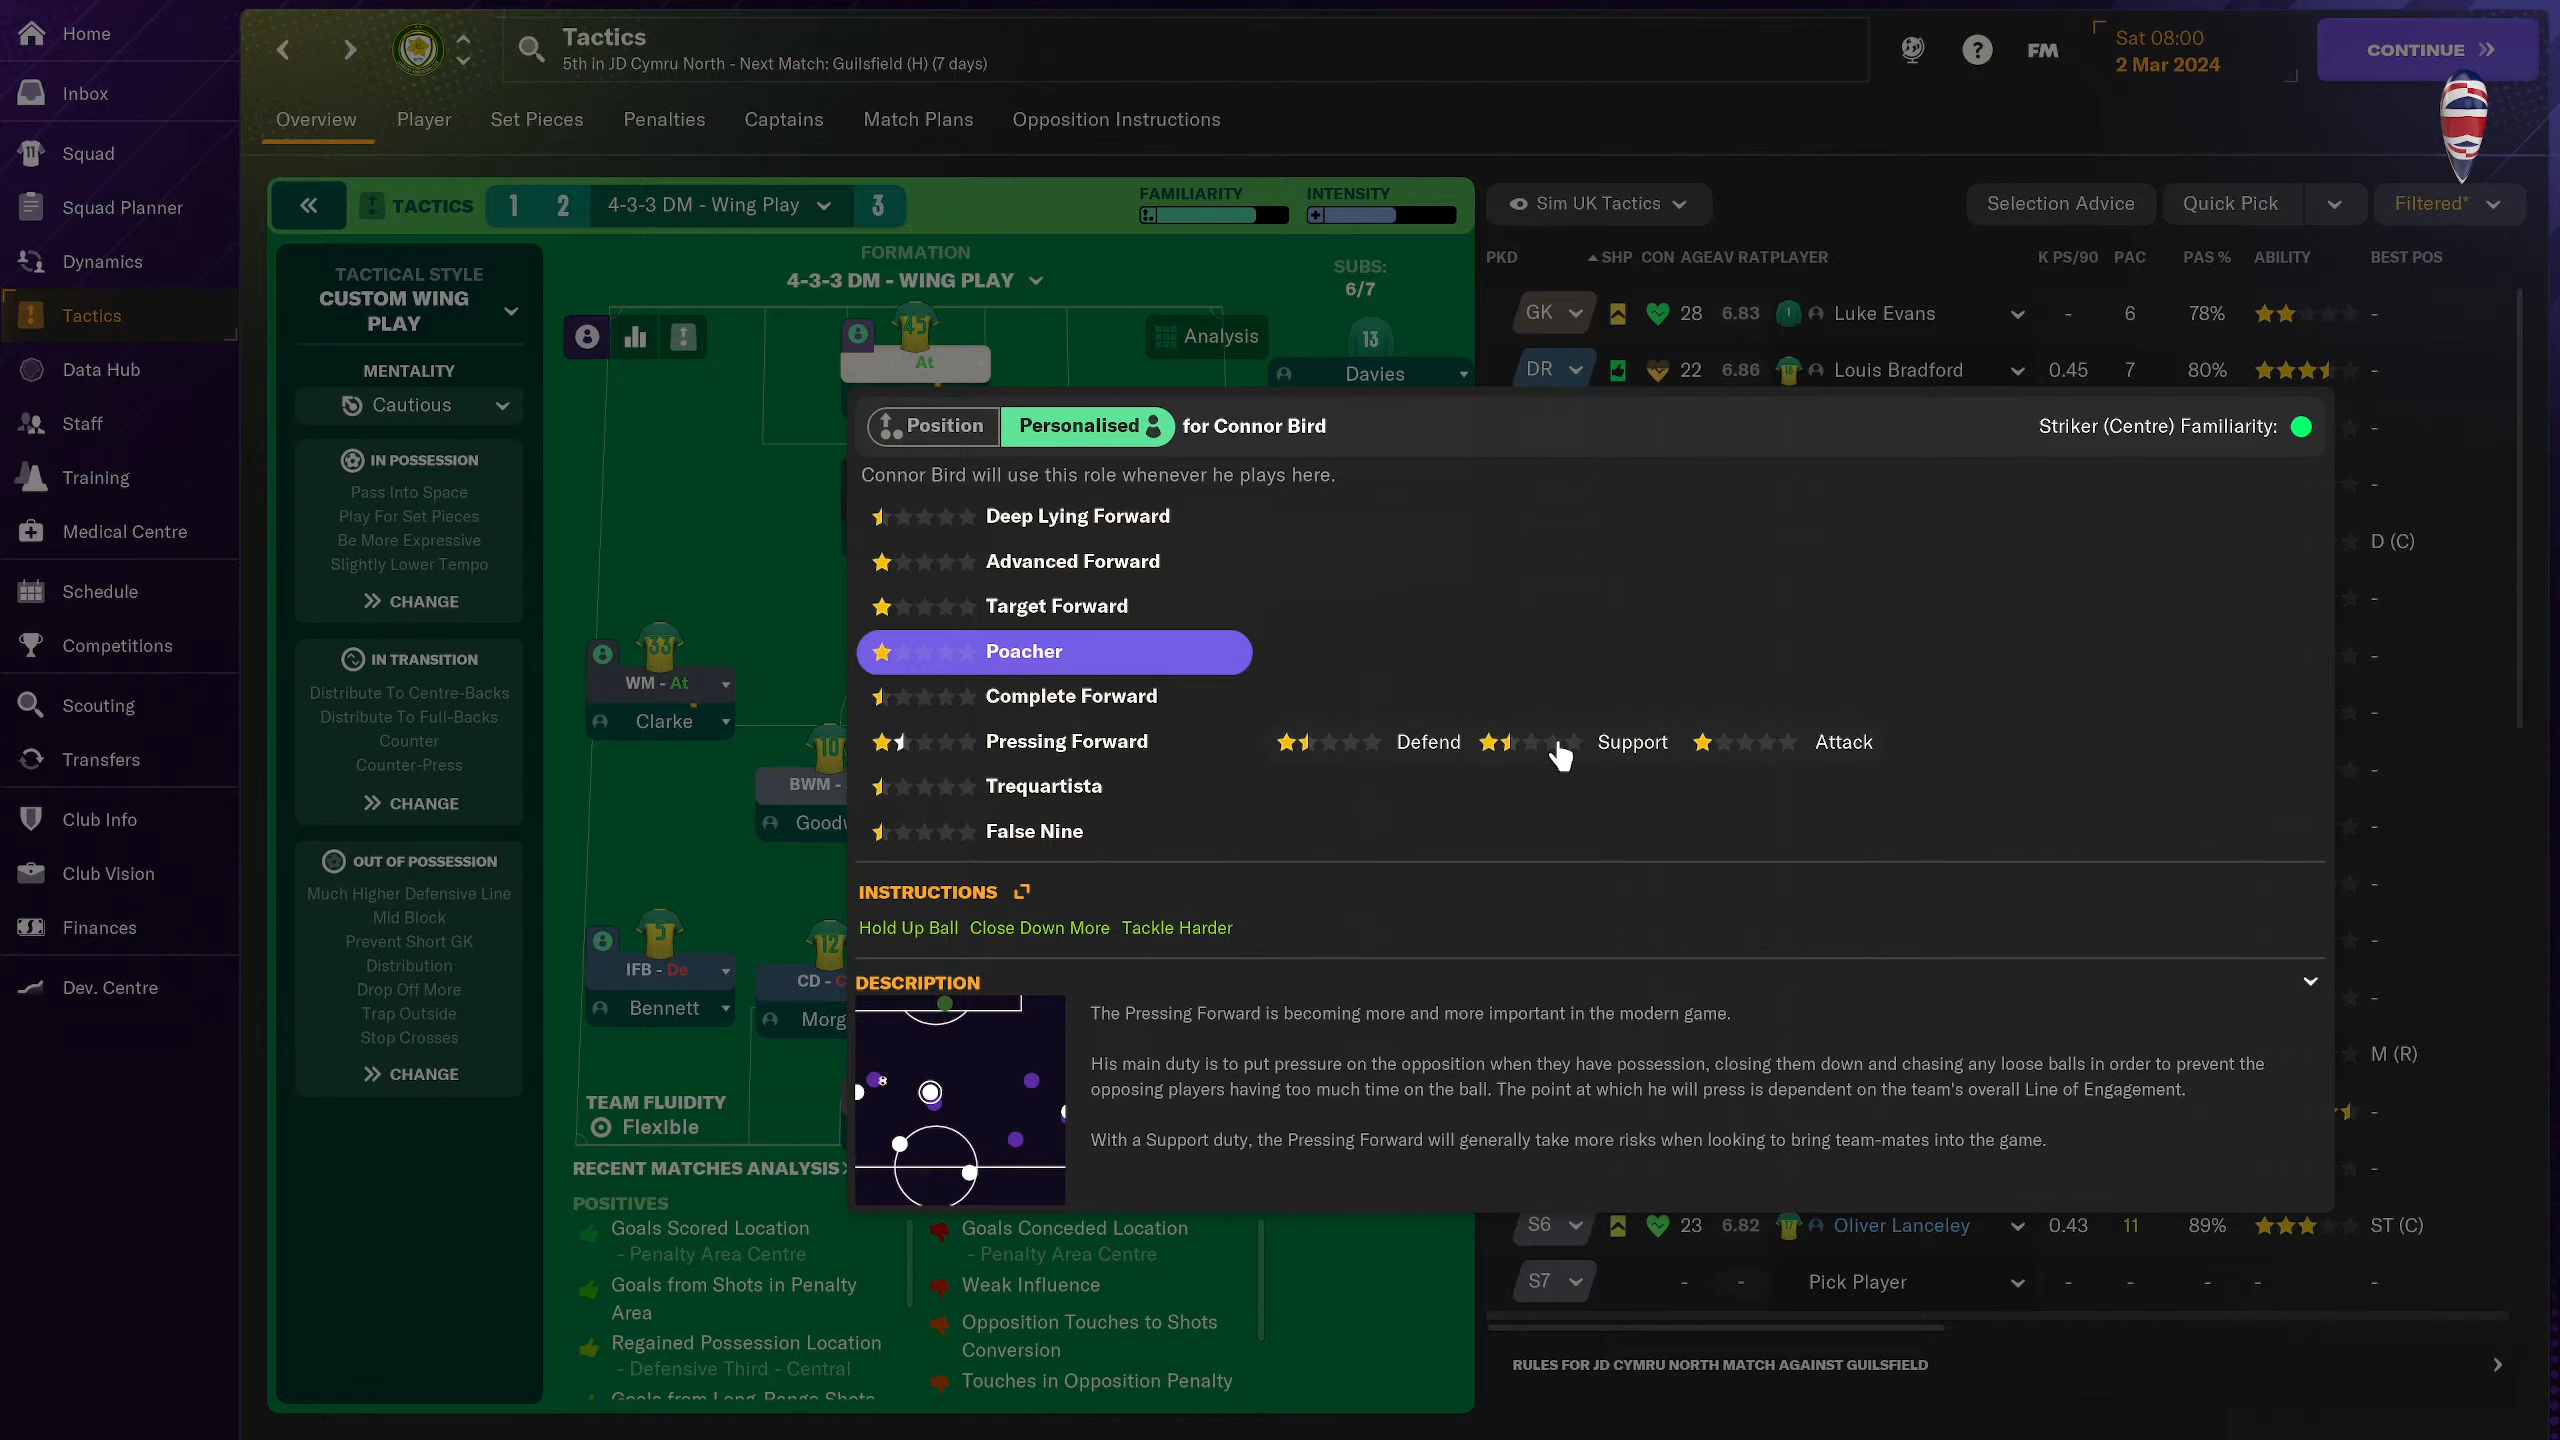 Home
Inbox
Squad
Squad Planner
Dynamics
Tactics
Data Hub
Staff
Training
Medical Centre
Schedule
Competitions
Scouting
Transfers
Club Info
Club Vision
Finances
Dev. Centre
Tactics
5th in JD Cymru North - Next Match: Guilsfield (H) (7 days)
FM
Sat 08:00
2 Mar 2024
CONTINUE
Overview Player Set Pieces Penalties Captains Match Plans Opposition Instructions
TACTICS 1 2 4-3-3 DM - Wing Play 3
FAMILIARITY INTENSITY
TACTICAL STYLE
CUSTOM WING
PLAY
MENTALITY
Cautious
IN POSSESSION
Pass Into Space
Play For Set Pieces
Be More Expressive
Slightly Lower Tempo
CHANGE
IN TRANSITION
Distribute To Centre-Backs
Distribute To Full-Backs
Counter
Counter-Press
CHANGE
OUT OF POSSESSION
Much Higher Defensive Line
Mid Block
Prevent Short GK
Distribution
Drop Off More
Trap Outside
Stop Crosses
CHANGE
FORMATION
4-3-3 DM - WING PLAY
SUBS:
6/7
Analysis
45
At
13
Davies
33
WM - At
Clarke
10
BWM -
5
IFB - De
Bennett
12
CD -
TEAM FLUIDITY
Flexible
RECENT MATCHES ANALYSIS
POSITIVES
Goals Scored Location
- Penalty Area Centre
Goals from Shots in Penalty
Area
Regained Possession Location
- Defensive Third - Central
Goals from Long-Range Shots
Goals Conceded Location
- Penalty Area Centre
Weak Influence
Opposition Touches to Shots
Conversion
Touches in Opposition Penalty
Sim UK Tactics
Selection Advice Quick Pick Filtered*
PKD SHP CON AGE AV RAT PLAYER K PS/90 PAC PAS % ABILITY BEST POS
GK 28 6.83 1 Luke Evans - 6 78% -
DR 22 6.86 Louis Bradford 0.45 7 80% -
D (C)
M (R)
Position Personalised for Connor Bird
Striker (Centre) Familiarity:
Connor Bird will use this role whenever he plays here.
Deep Lying Forward
Advanced Forward
Target Forward
Poacher
Complete Forward
Pressing Forward Defend Support Attack
Trequartista
False Nine
INSTRUCTIONS
Hold Up Ball Close Down More Tackle Harder
DESCRIPTION
The Pressing Forward is becoming more and more important in the modern game.
His main duty is to put pressure on the opposition when they have possession, closing them down and chasing any loose balls in order to prevent the
opposing players having too much time on the ball. The point at which he will press is dependent on the team's overall Line of Engagement.
With a Support duty, the Pressing Forward will generally take more risks when looking to bring team-mates into the game.
S6 23 6.82 17 Oliver Lanceley 0.43 11 89% ST (C)
S7 - - Pick Player - - - - -
RULES FOR JD CYMRU NORTH MATCH AGAINST GUILSFIELD